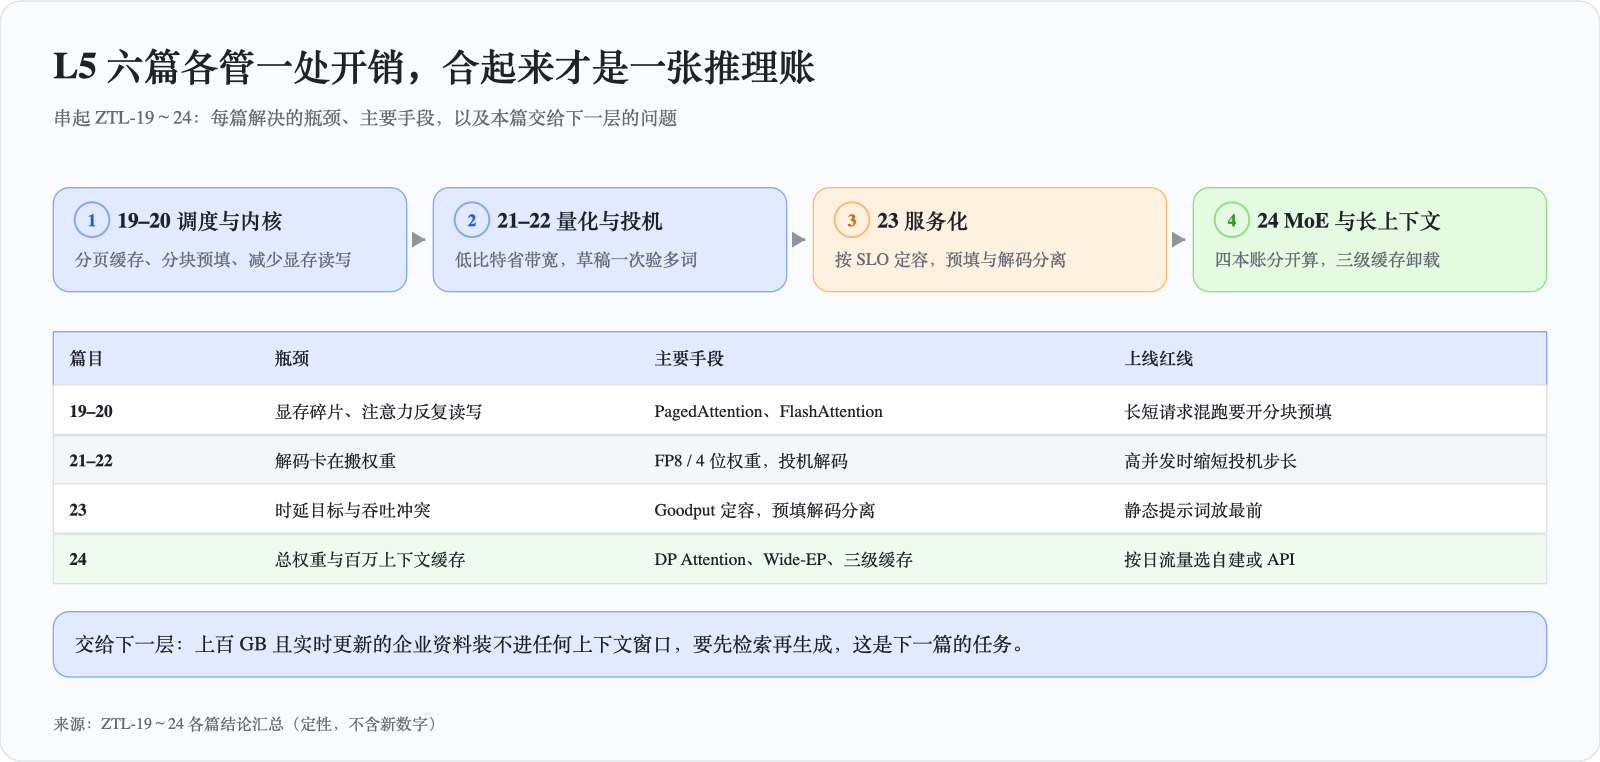 L5 六篇各管一处开销，合起来才是一张推理账
串起 ZTL-19 ~ 24：每篇解决的瓶颈、主要手段，以及本篇交给下一层的问题
1 19–20 调度与内核
分页缓存、分块预填、减少显存读写
2 21–22 量化与投机
低比特省带宽，草稿一次验多词
3 23 服务化
按 SLO 定容，预填与解码分离
4 24 MoE 与长上下文
四本账分开算，三级缓存卸载
篇目 瓶颈 主要手段 上线红线
19–20 显存碎片、注意力反复读写 PagedAttention、FlashAttention 长短请求混跑要开分块预填
21–22 解码卡在搬权重 FP8 / 4 位权重，投机解码 高并发时缩短投机步长
23 时延目标与吞吐冲突 Goodput 定容，预填解码分离 静态提示词放最前
24 总权重与百万上下文缓存 DP Attention、Wide-EP、三级缓存 按日流量选自建或 API
交给下一层：上百 GB 且实时更新的企业资料装不进任何上下文窗口，要先检索再生成，这是下一篇的任务。
来源：ZTL-19 ~ 24 各篇结论汇总（定性，不含新数字）